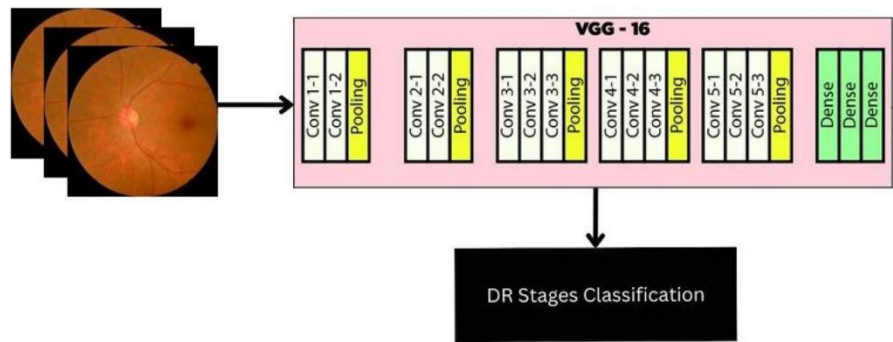 VGG - 16
Conv 1-1
Conv 1-2
Pooling
Conv 2-1
Conv 2-2
Pooling
Conv 3-1
Conv 3-2
Conv 3-3
Pooling
Conv 4-1
Conv 4-2
Conv 4-3
Pooling
Conv 5-1
Conv 5-2
Conv 5-3
Pooling
Dense
Dense
Dense
DR Stages Classification